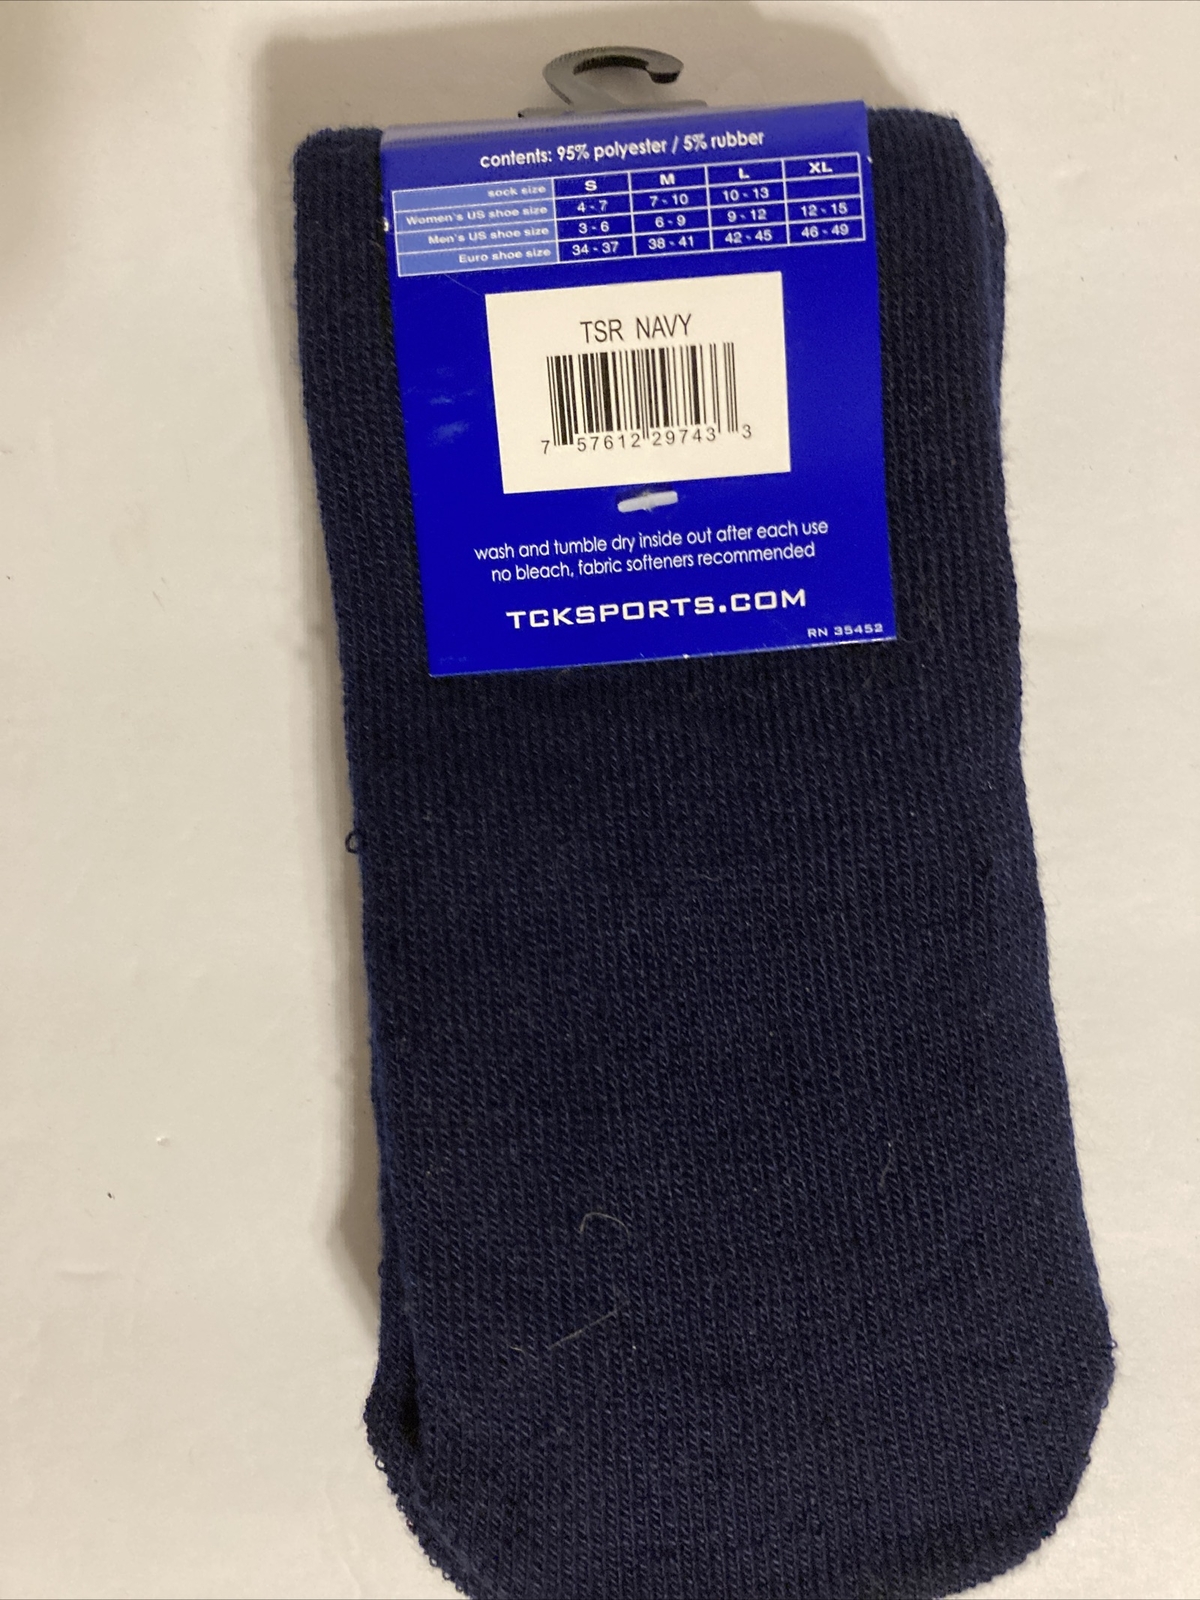 contents: 95% polyester / 5% rubber
sock size S M L XL
Women's US shoe size 4 - 7 7 - 10 10 - 13
Men's US shoe size 3 - 6 6 - 9 9 - 12 12 - 15
Euro shoe size 34 - 37 38 - 41 42 - 45 46 - 49
TSR NAVY
7 57612 29743 3
wash and tumble dry inside out after each use
no bleach, fabric softeners recommended
TCKSPORTS.COM
RN 35452